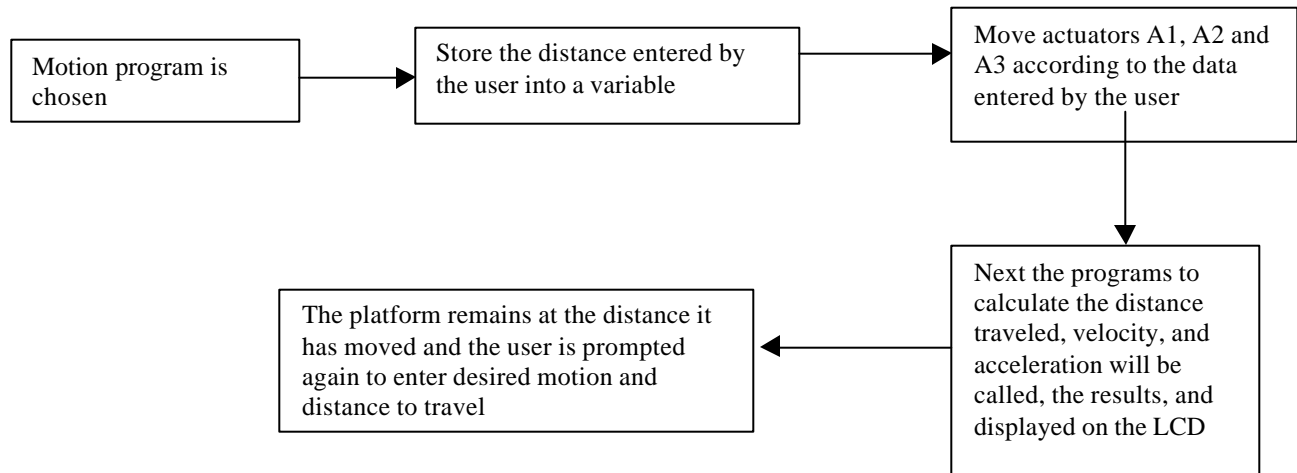 Motion program is
chosen
Store the distance entered by
the user into a variable
Move actuators A1, A2 and
A3 according to the data
entered by the user
Next the programs to
calculate the distance
traveled, velocity, and
acceleration will be
called, the results, and
displayed on the LCD
The platform remains at the distance it
has moved and the user is prompted
again to enter desired motion and
distance to travel